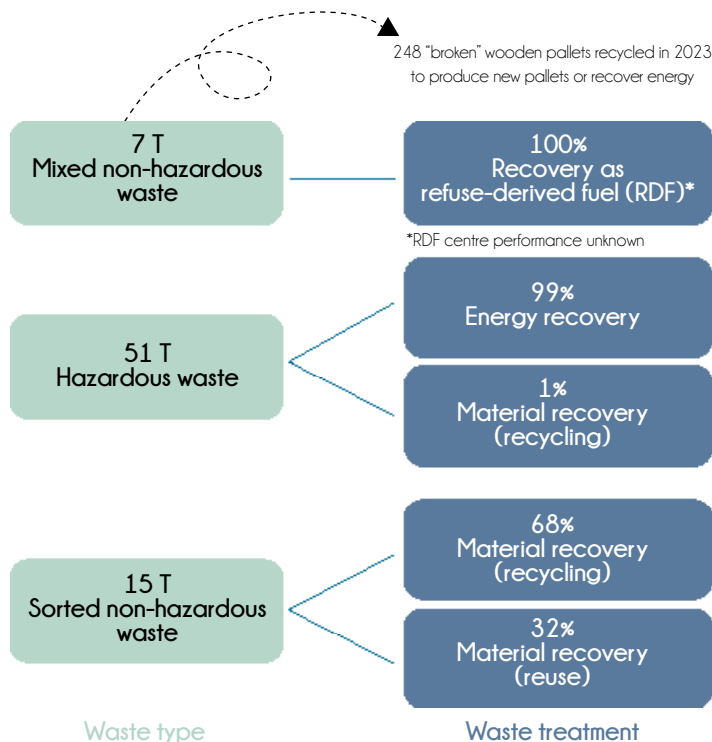 248 “broken” wooden pallets recycled in 2023
to produce new pallets or recover energy
7 T
Mixed non-hazardous
waste
100%
Recovery as
refuse-derived fuel (RDF)*
*RDF centre performance unknown
51 T
Hazardous waste
99%
Energy recovery
1%
Material recovery
(recycling)
15 T
Sorted non-hazardous
waste
68%
Material recovery
(recycling)
32%
Material recovery
(reuse)
Waste type
Waste treatment